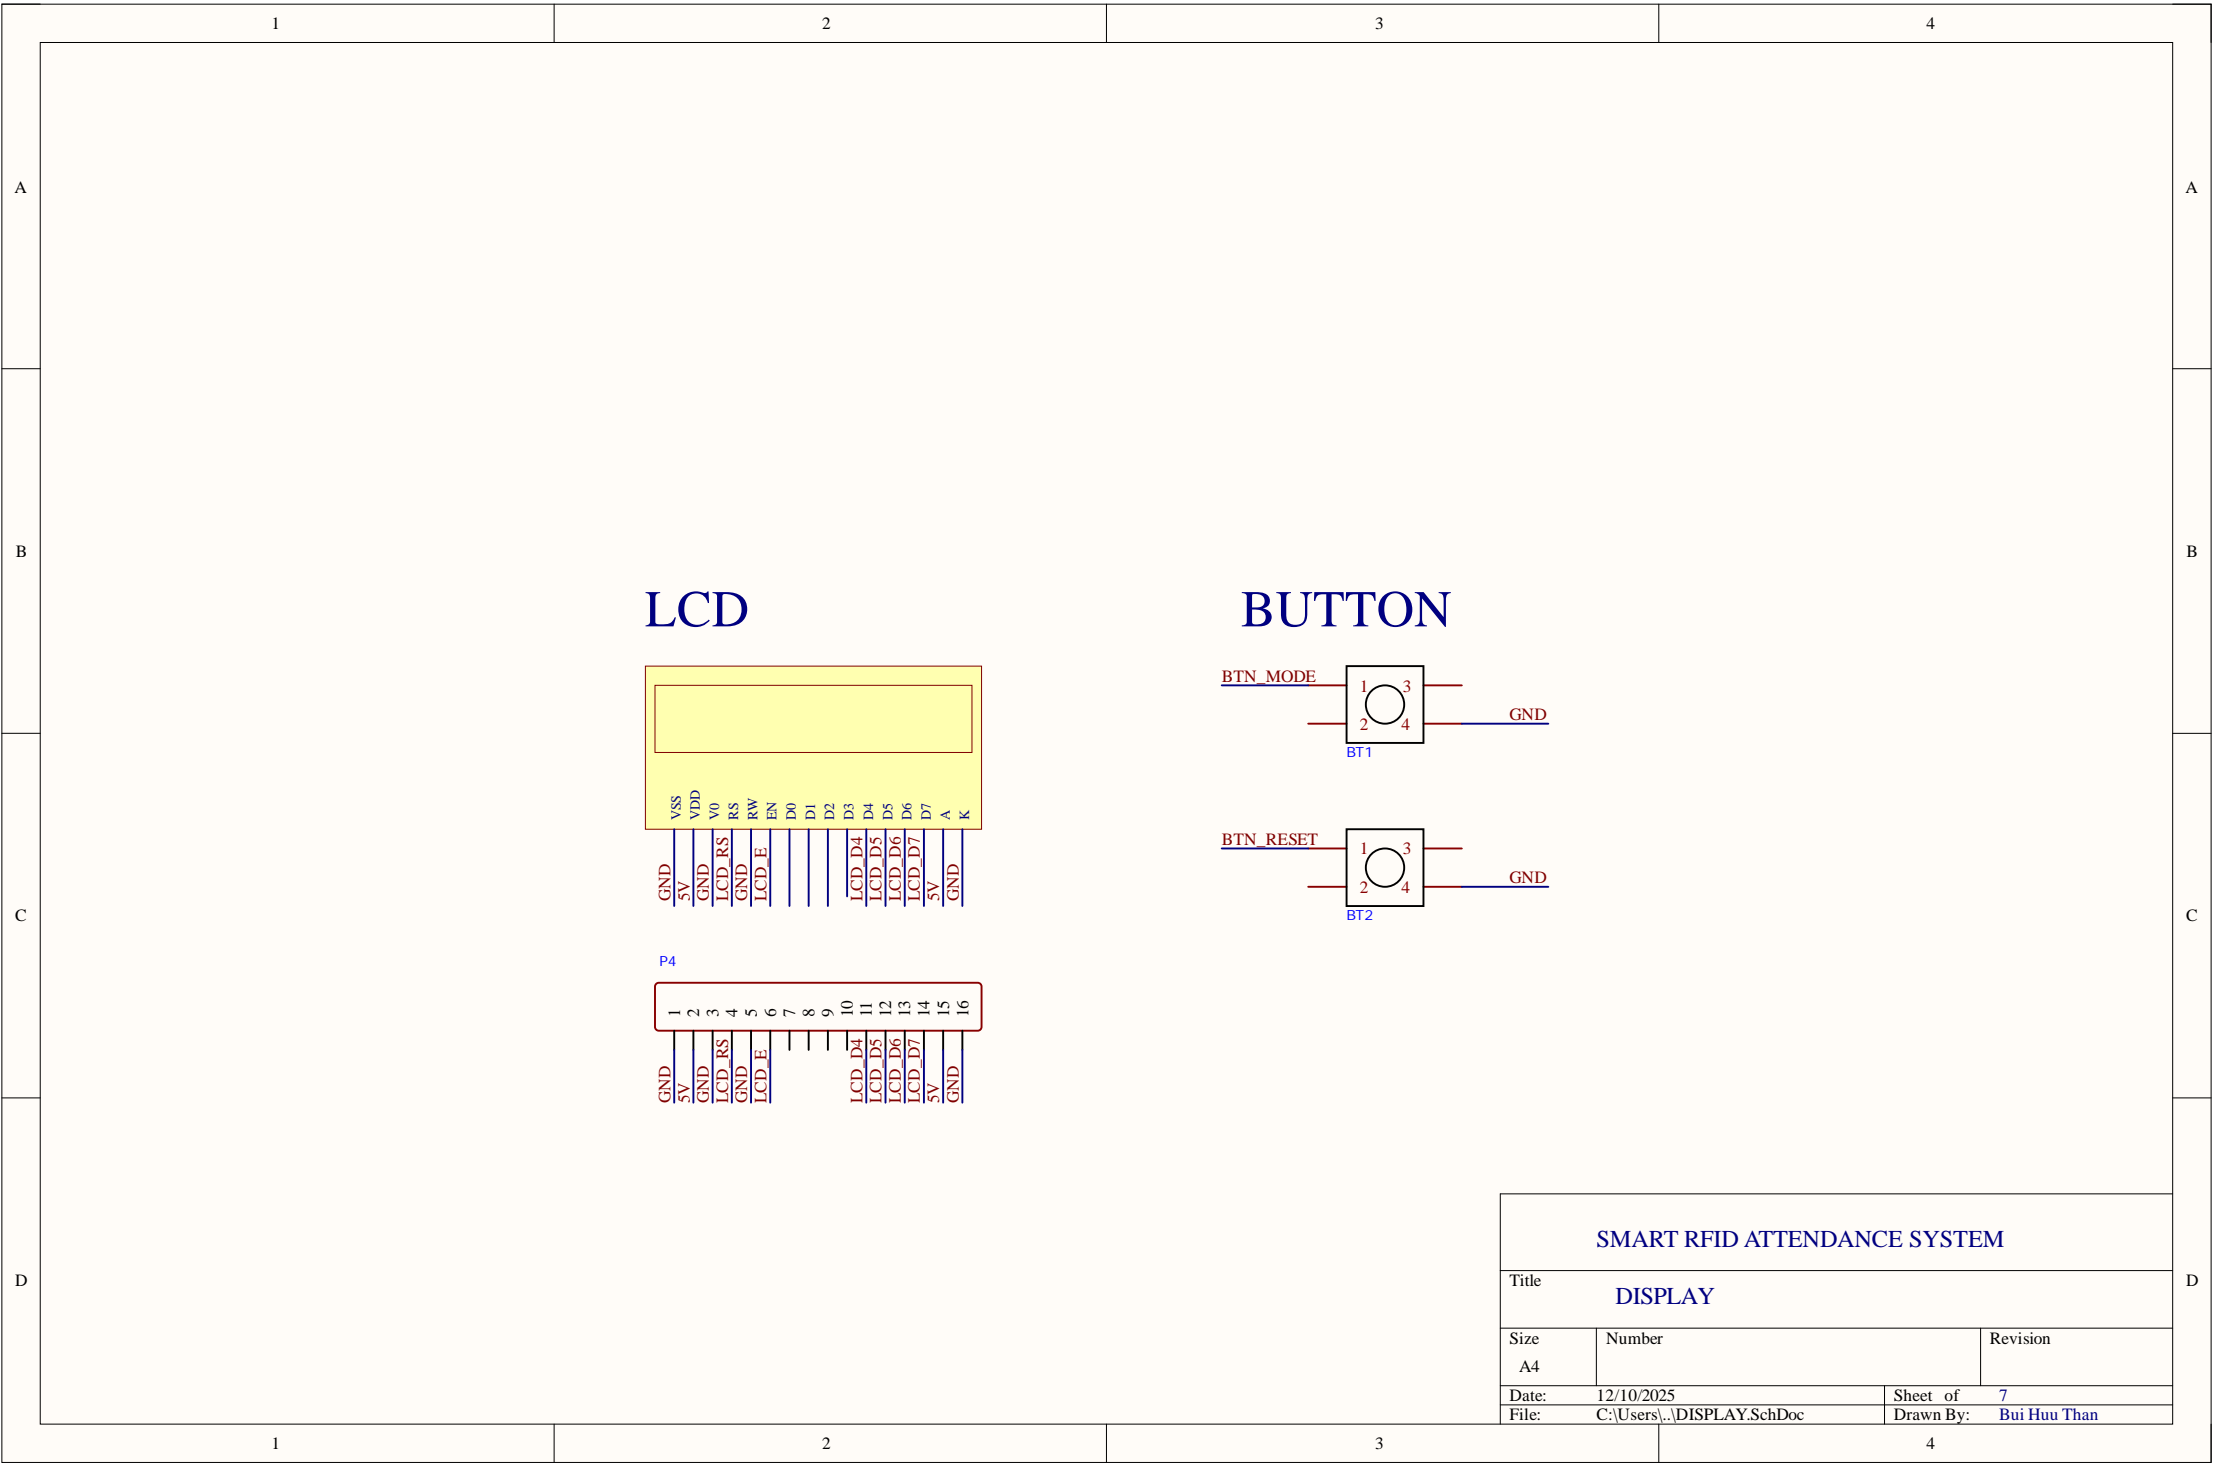 1 2 3 4
A A
B B
LCD BUTTON
BTN_MODE 1 3
2 4 GND
BT1
VSS VDD V0 RS RW EN D0 D1 D2 D3 D4 D5 D6 D7 A K
GND 5V GND LCD_RS GND LCD_E LCD_D4 LCD_D5 LCD_D6 LCD_D7 5V GND
BTN_RESET 1 3
2 4 GND
BT2
C C
P4
1 2 3 4 5 6 7 8 9 10 11 12 13 14 15 16
GND 5V GND LCD_RS GND LCD_E LCD_D4 LCD_D5 LCD_D6 LCD_D7 5V GND
SMART RFID ATTENDANCE SYSTEM
D D
Title
DISPLAY
Size Number Revision
A4
Date: 12/10/2025 Sheet of 7
File: C:\Users\..\DISPLAY.SchDoc Drawn By: Bui Huu Than
1 2 3 4